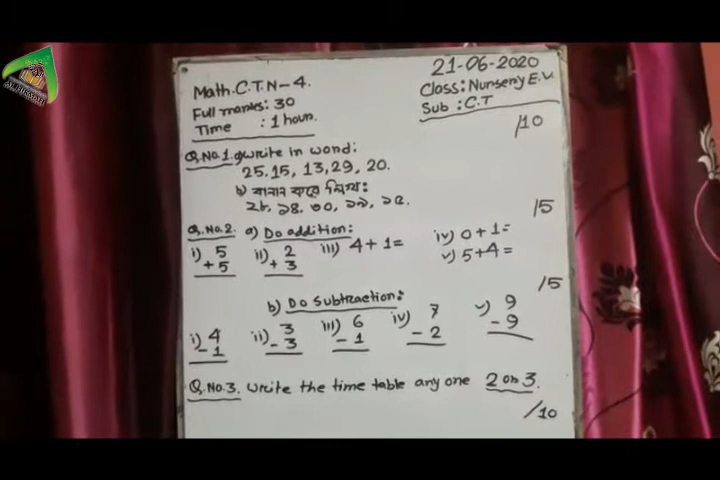 Math.C.T.N-4.
Full marks: 30
Time : 1 hour.
21-06-2020
Class: Nursery E.V.
Sub : C.T
/10
Q.No.1. a) write in word:
25, 15, 13, 29, 20.
b) বানান করে লিখ:
২৮, ১৪, ৩০, ১৯, ১৫.
/5
Q.No.2. a) Do addition:
i) 5 + 5
ii) 2 + 3
iii) 4+1=
iv) 0+1=
v) 5+4=
/5
b) Do subtraction:
i) 4 - 1
ii) 3 - 3
iii) 6 - 1
iv) 7 - 2
v) 9 - 9
Q.No.3. write the time table any one 2 or 3.
/10